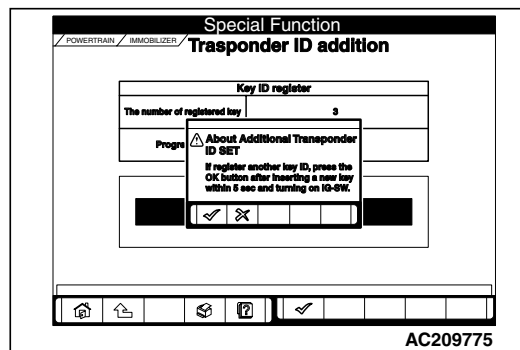 Special Function
POWERTRAIN IMMOBILIZER
Trasponder ID addition
Key ID register
The number of registered key 3
Progre
About Additional Transponder
ID SET
If register another key ID, press the
OK button after inserting a new key
within 5 sec and turning on IG-SW.
AC209775